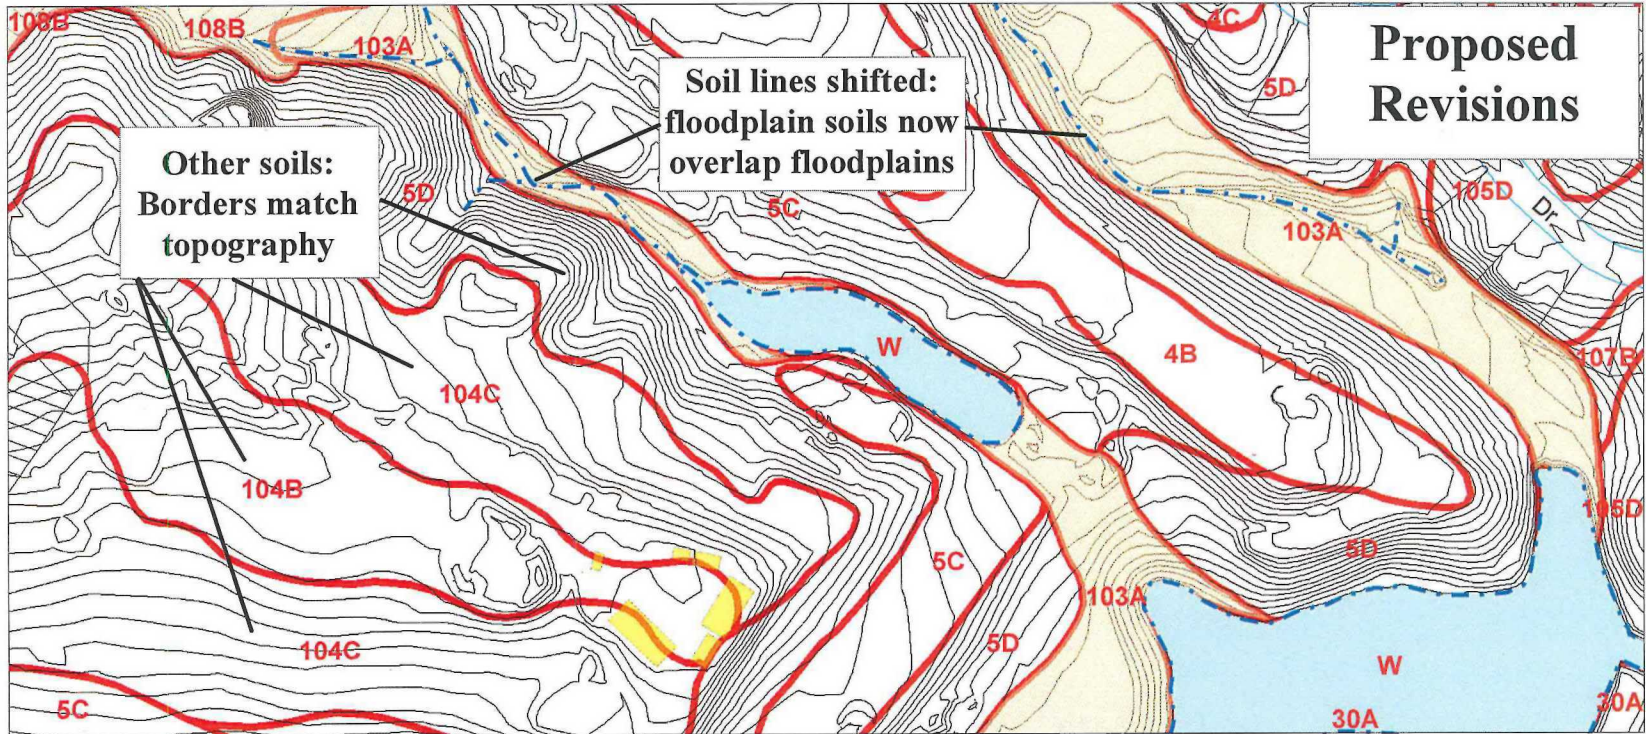 108B
108B
103A
4C
5D
Proposed
Revisions
Soil lines shifted:
floodplain soils now
overlap floodplains
Other soils:
Borders match
topography
5D
5C
103A
105D
Dr
W
4B
107B
104C
104B
105D
5D
5C
103A
5D
104C
W
5C
30A
30A